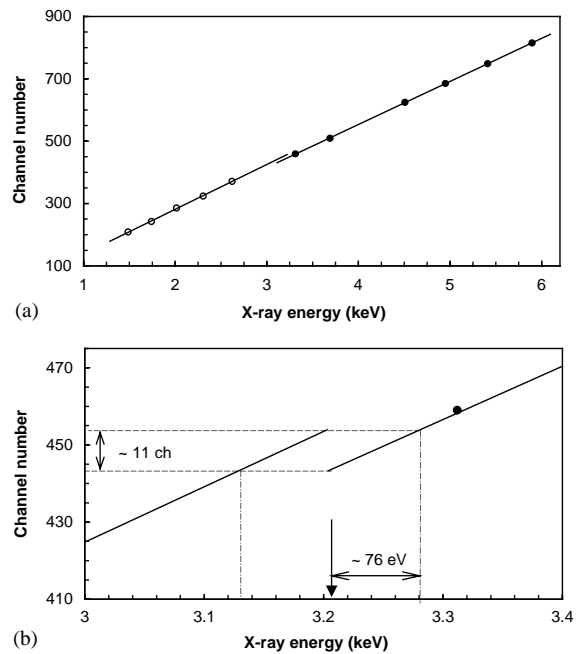 900
700
500
300
100
Channel number
1 2 3 4 5 6
X-ray energy (keV)
(a)
470
450
430
410
Channel number
~ 11 ch
~ 76 eV
3 3.1 3.2 3.3 3.4
X-ray energy (keV)
(b)